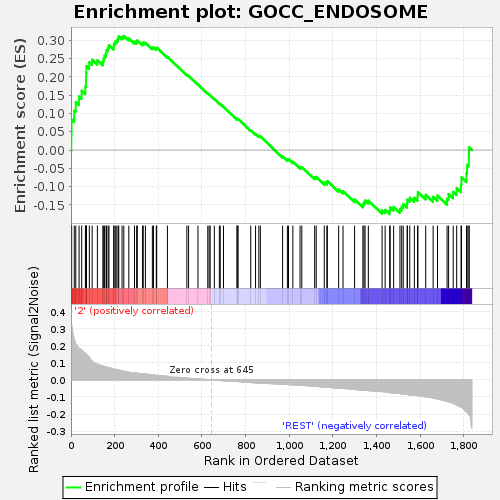 Enrichment plot: GOCC_ENDOSOME
Enrichment score (ES)
0.30
0.25
0.20
0.15
0.10
0.05
0.00
-0.05
-0.10
-0.15
'2' (positively correlated)
Ranked list metric (Signal2Noise)
0.4
0.3
0.2
0.1
0.0
-0.1
-0.2
-0.3
Zero cross at 645
'REST' (negatively correlated)
0 200 400 600 800 1,000 1,200 1,400 1,600 1,800
Rank in Ordered Dataset
Enrichment profile Hits Ranking metric scores